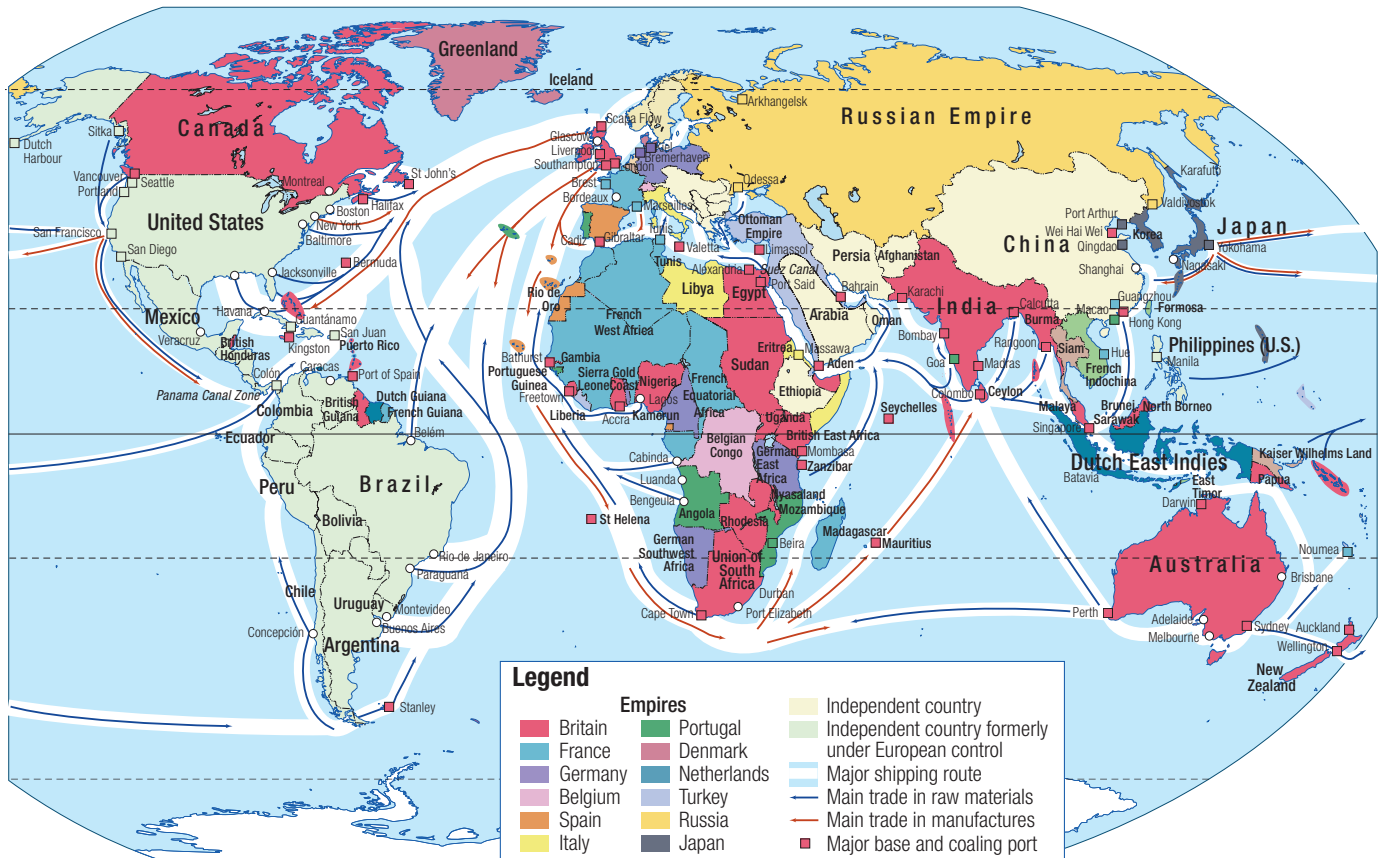 Greenland
Iceland
Arkhangelsk
Russian Empire
Canada
Sitka
Dutch
Harbour
Scapa Flow
Glascow
Liverpool
Southampton
London
Kiel
Bremerhaven
Karafuto
Vancouver
Seattle
Portland
Montreal
St John's
Halifax
Boston
New York
Baltimore
Brest
Bordeaux
Marseilles
Odessa
Valdivostok
United States
San Francisco
San Diego
Jacksonville
Bermuda
Cadiz
Gibraltar
Tunis
Valetta
Ottoman
Empire
Limassol
Port Arthur
Wei Hai Wei
Qingdao
Korea
Japan
Yokohama
Nagasaki
China
Shanghai
Persia
Afghanistan
Tunis
Alexandria
Suez Canal
Port Said
Bahrain
Karachi
India
Calcutta
Burma
Macao
Guangzhou
Formosa
Hong Kong
Libya
Egypt
Arabia
Oman
Rio de
Oro
French
West Africa
Havana
Mexico
Veracruz
Guantánamo
San Juan
Puerto Rico
British
Honduras
Kingston
Caracas
Colón
Port of Spain
Panama Canal Zone
Bombay
Rangoon
Siam
Hue
French
Indochina
Philippines (U.S.)
Manila
Goa
Madras
Colombo
Ceylon
Eritrea
Massawa
Aden
Sudan
Ethiopia
Bathurst
Gambia
Portuguese
Guinea
Freetown
Sierra
Leone
Gold
Coast
Nigeria
Lagos
Liberia
Accra
Kamerun
French
Equatorial
Africa
Colombia
British
Guiana
Dutch Guiana
French Guiana
Ecuador
Belém
Uganda
British East Africa
Mombasa
Zanzibar
Seychelles
Malaya
Singapore
Brunei
Sarawak
North Borneo
Belgian
Congo
German
East
Africa
Dutch East Indies
Batavia
Kaiser Wilhelms Land
Papua
East
Timor
Darwin
Peru
Brazil
Cabinda
Luanda
Bengeula
Angola
Nyasaland
Mozambique
Rhodesia
Bolivia
St Helena
German
Southwest
Africa
Union of
South
Africa
Beira
Madagascar
Mauritius
Australia
Noumea
Brisbane
Rio de Janeiro
Paraguana
Chile
Uruguay
Montevideo
Buenos Aires
Concepción
Argentina
Durban
Cape Town
Port Elizabeth
Perth
Adelaide
Melbourne
Sydney
Auckland
Wellington
New
Zealand
Stanley
Legend
Empires
Britain
France
Germany
Belgium
Spain
Italy
Portugal
Denmark
Netherlands
Turkey
Russia
Japan
Independent country
Independent country formerly
under European control
Major shipping route
Main trade in raw materials
Main trade in manufactures
Major base and coaling port